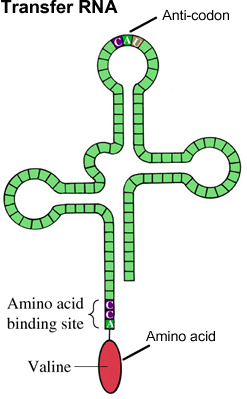 Transfer RNA
Anti-codon
C A U
Amino acid
binding site
C
C
A
Amino acid
Valine